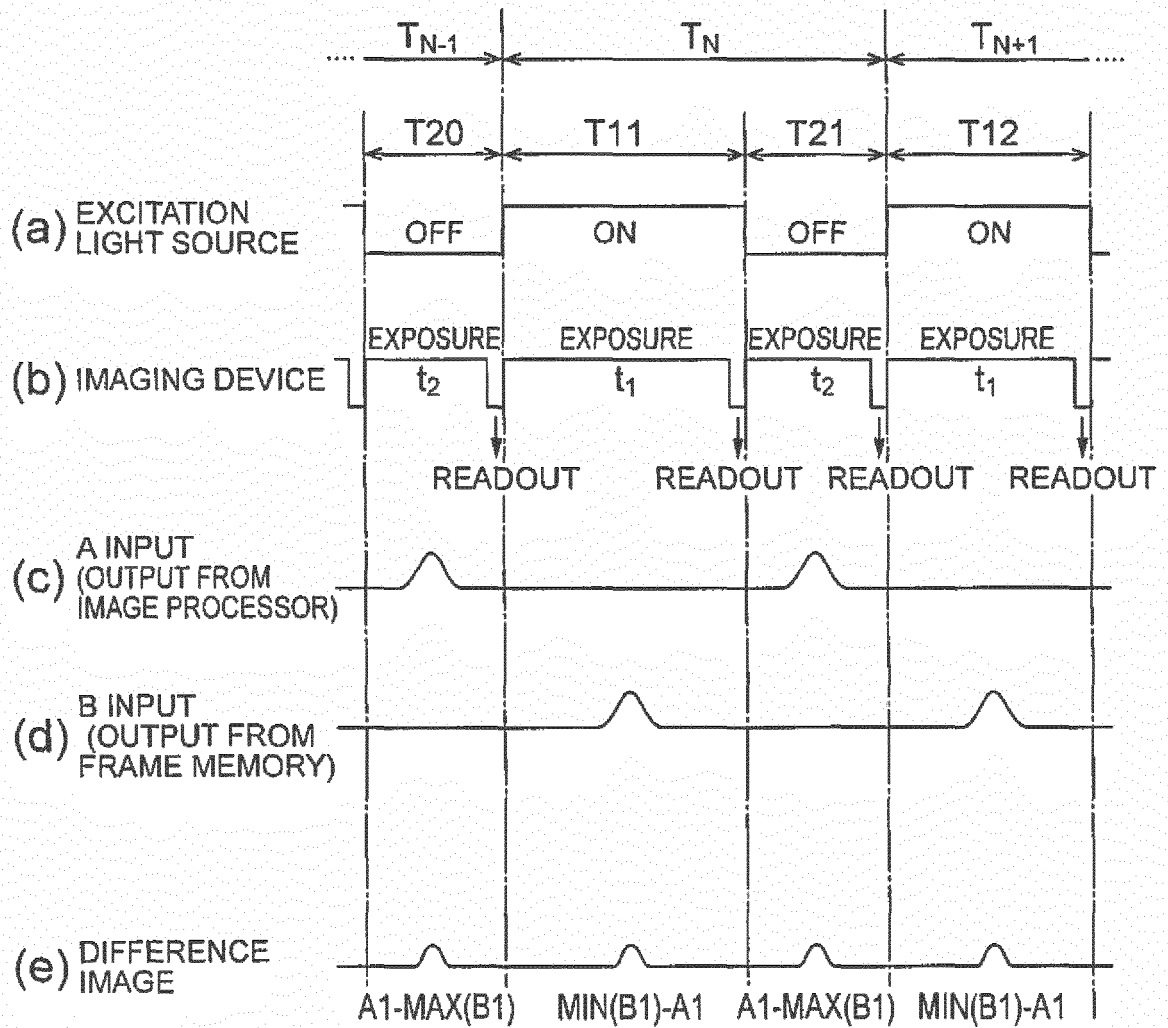 T_N-1 T_N T_N+1
T20 T11 T21 T12
(a) EXCITATION
LIGHT SOURCE
OFF ON OFF ON
EXPOSURE EXPOSURE EXPOSURE EXPOSURE
(b) IMAGING DEVICE
t2 t1 t2 t1
READOUT READOUT READOUT READOUT
(c) A INPUT
(OUTPUT FROM
IMAGE PROCESSOR)
(d) B INPUT
(OUTPUT FROM
FRAME MEMORY)
(e) DIFFERENCE
IMAGE
A1-MAX(B1) MIN(B1)-A1 A1-MAX(B1) MIN(B1)-A1